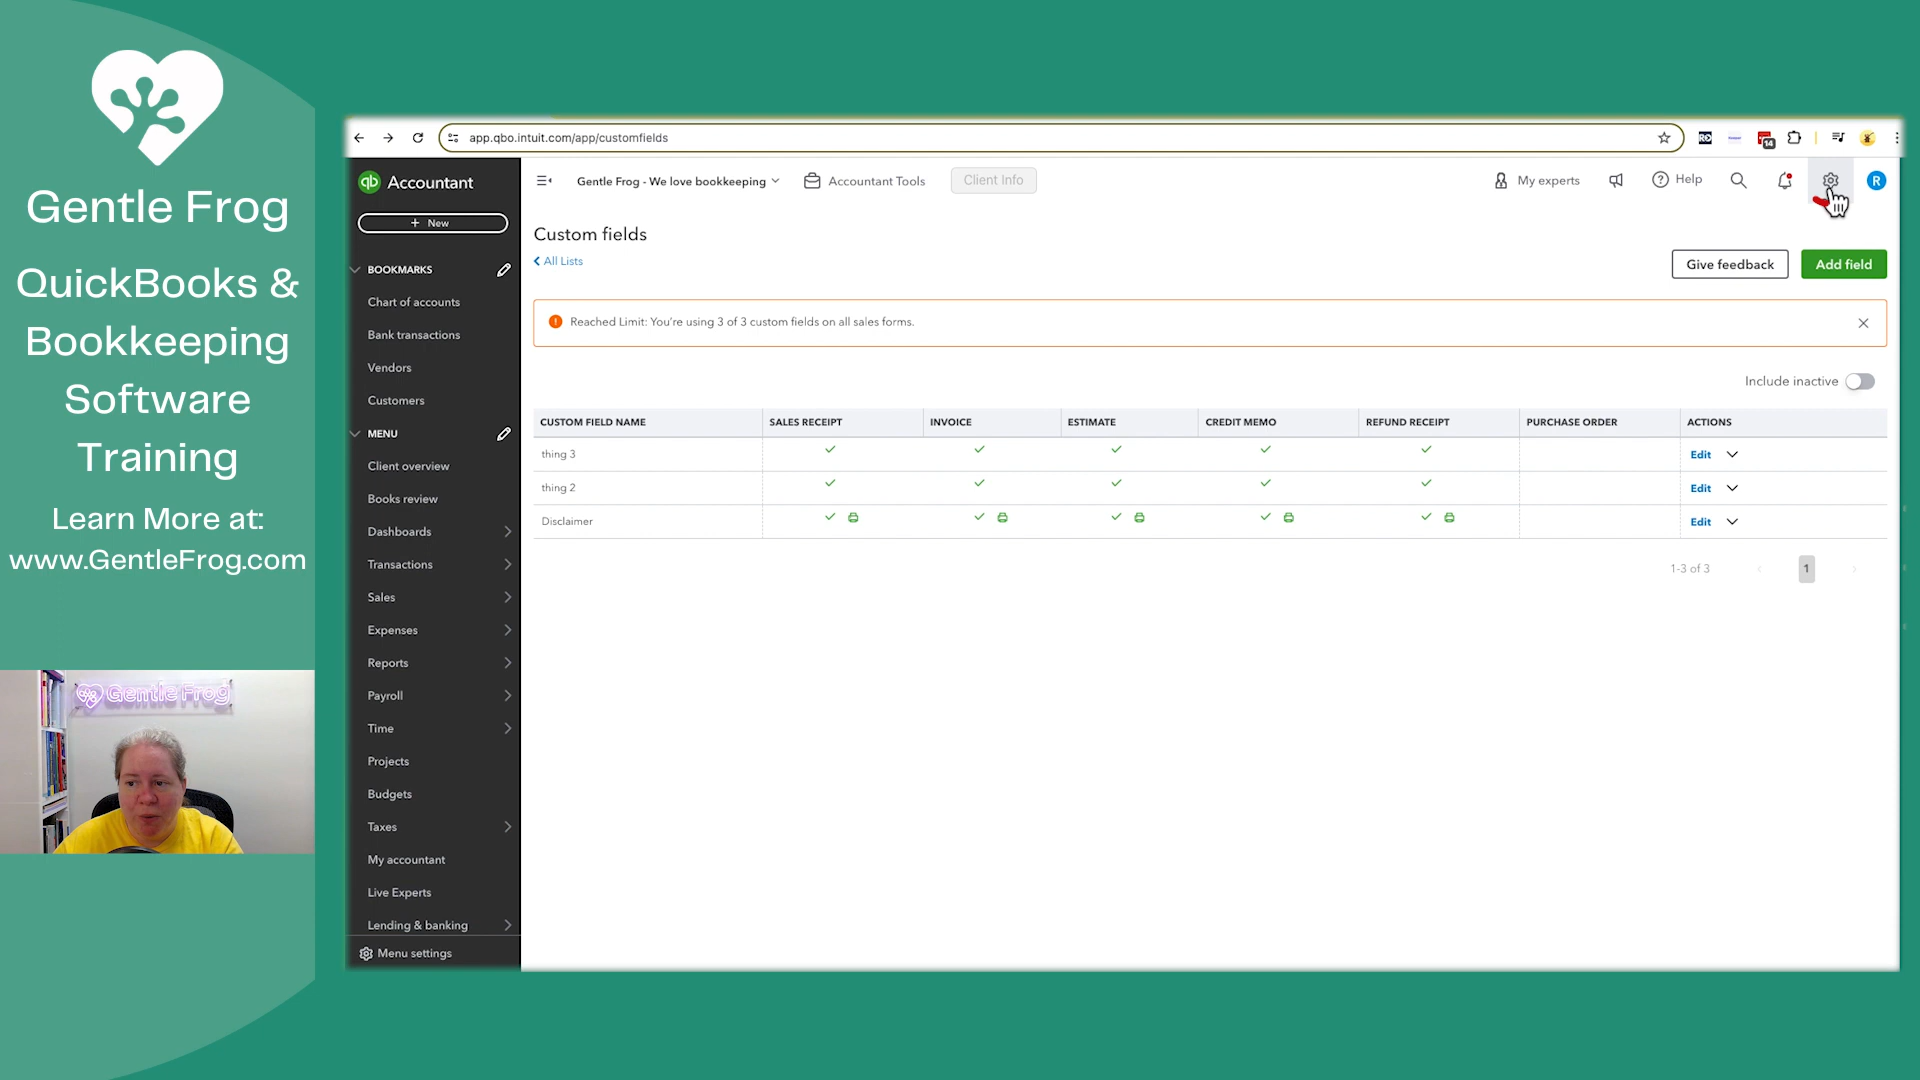 Gentle Frog
QuickBooks &
Bookkeeping
Software
Training
Learn More at:
www.GentleFrog.com
Gentle Frog
app.qbo.intuit.com/app/customfields
14
qb Accountant
+ New
BOOKMARKS
Chart of accounts
Bank transactions
Vendors
Customers
MENU
Client overview
Books review
Dashboards
Transactions
Sales
Expenses
Reports
Payroll
Time
Projects
Budgets
Taxes
My accountant
Live Experts
Lending & banking
Menu settings
Gentle Frog - We love bookkeeping
Accountant Tools
Client Info
My experts
Help
R
Custom fields
All Lists
Give feedback
Add field
Reached Limit: You're using 3 of 3 custom fields on all sales forms.
Include inactive
CUSTOM FIELD NAME SALES RECEIPT INVOICE ESTIMATE CREDIT MEMO REFUND RECEIPT PURCHASE ORDER ACTIONS
thing 3 Edit
thing 2 Edit
Disclaimer Edit
1-3 of 3 1